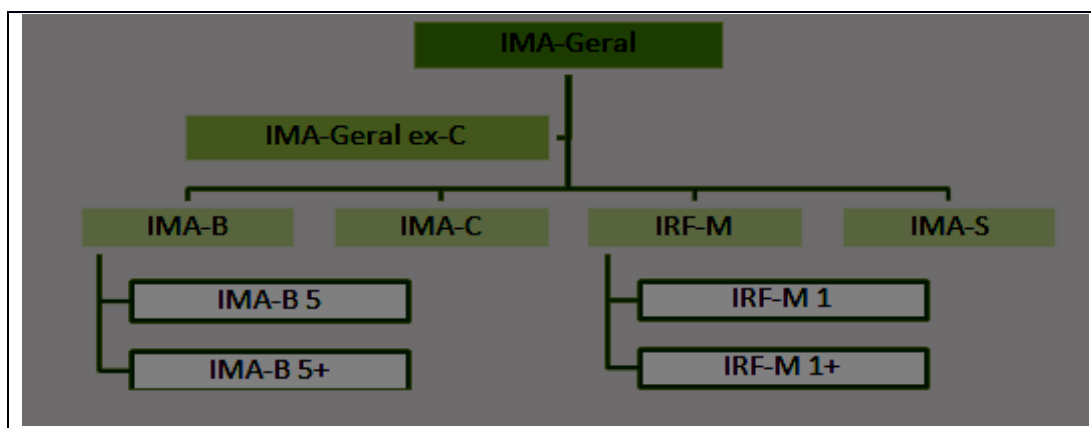 IMA-Geral
IMA-Geral ex-C
IMA-B
IMA-C
IRF-M
IMA-S
IMA-B 5
IRF-M 1
IMA-B 5+
IRF-M 1+